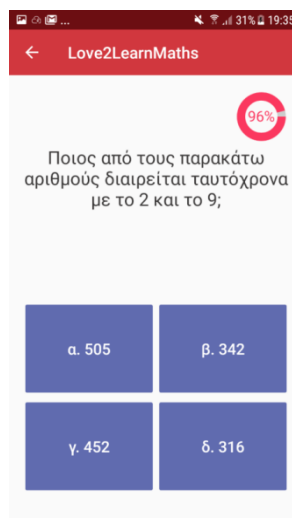 ... 31% 19:35
← Love2LearnMaths
96%
Ποιος από τους παρακάτω
αριθμούς διαιρείται ταυτόχρονα
με το 2 και το 9;
α. 505
β. 342
γ. 452
δ. 316